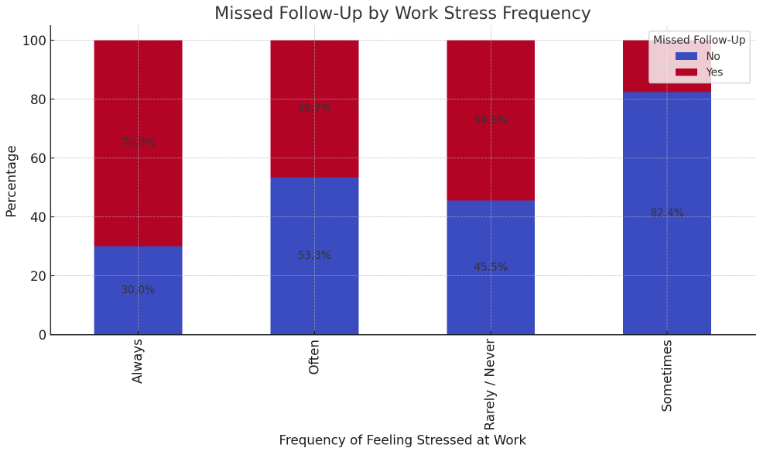 Missed Follow-Up by Work Stress Frequency
Missed Follow-Up
No
Yes
100
80
60
40
20
0
Percentage
70.0%
46.7%
54.5%
82.4%
53.3%
45.5%
30.0%
Always
Often
Rarely / Never
Sometimes
Frequency of Feeling Stressed at Work